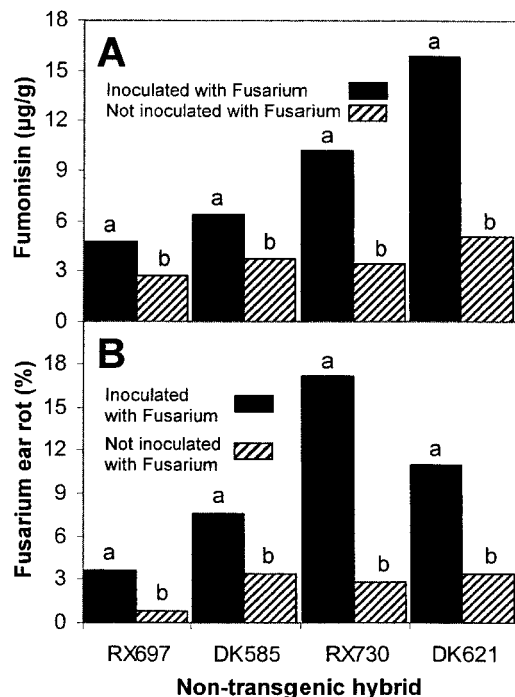 18
15
12
9
6
3
0
Fumonisin (µg/g)
A
Inoculated with Fusarium
Not inoculated with Fusarium
a
b
a
b
a
b
a
b
18
15
12
9
6
3
0
Fusarium ear rot (%)
B
Inoculated
with Fusarium
Not inoculated
with Fusarium
a
b
a
b
a
b
a
b
RX697 DK585 RX730 DK621
Non-transgenic hybrid